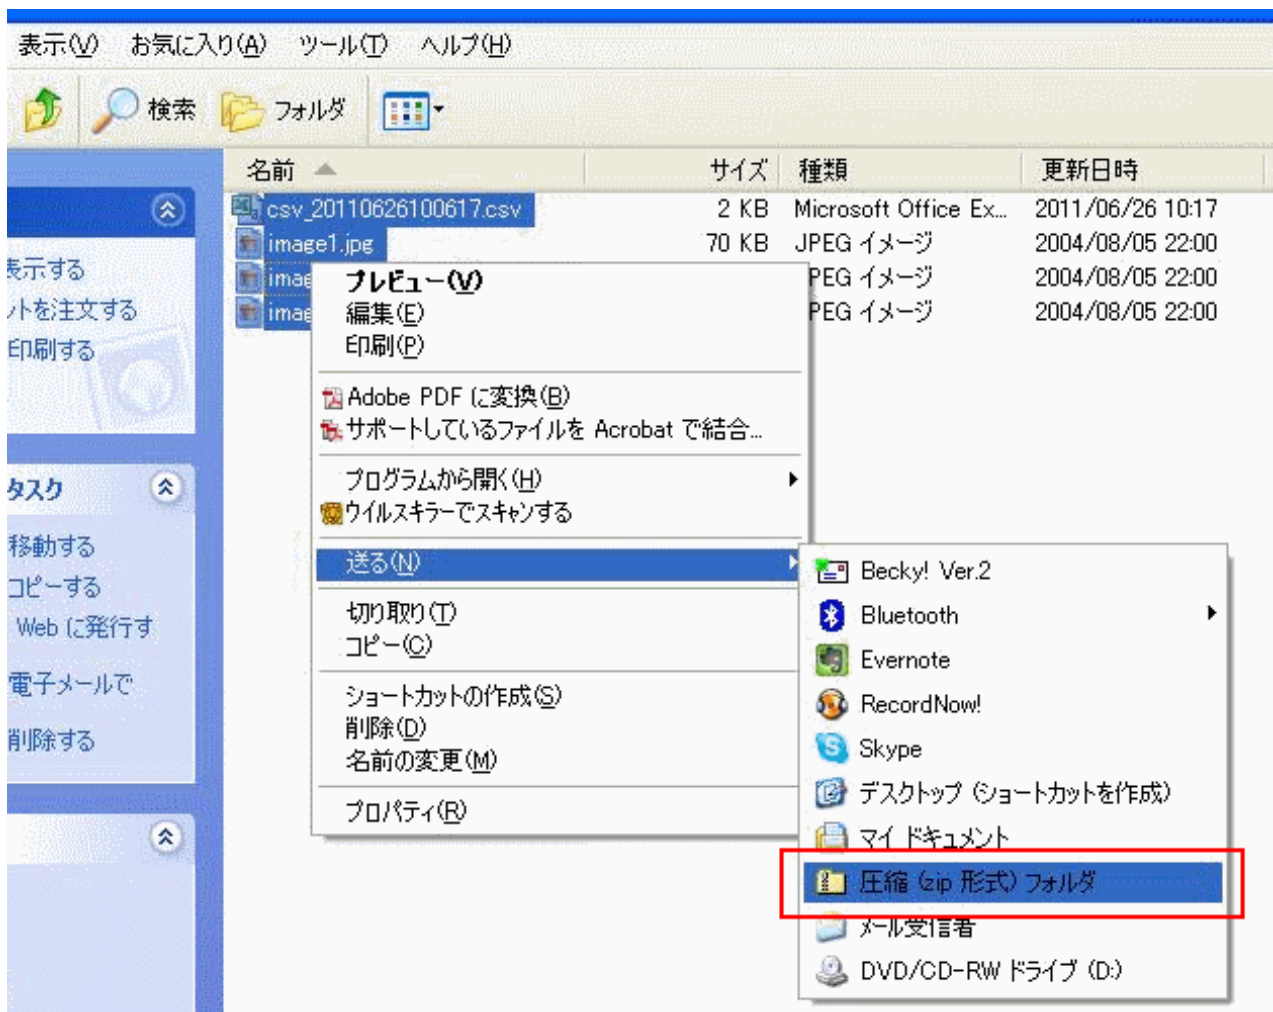 表示(V) お気に入り(A) ツール(T) ヘルプ(H)
検索 フォルダ
名前 サイズ 種類 更新日時
csv_20110626100617.csv 2 KB Microsoft Office Ex... 2011/06/26 10:17
image1.jpg 70 KB JPEG イメージ 2004/08/05 22:00
PEG イメージ 2004/08/05 22:00
PEG イメージ 2004/08/05 22:00
表示する
を注文する
印刷する
タスク
移動する
コピーする
Web に発行す
電子メールで
削除する
プレビュー(V)
編集(E)
印刷(P)
Adobe PDF に変換(B)
サポートしているファイルを Acrobat で結合...
プログラムから開く(H)
ウイルスキラーでスキャンする
送る(N)
切り取り(T)
コピー(C)
ショートカットの作成(S)
削除(D)
名前の変更(M)
プロパティ(R)
Becky! Ver.2
Bluetooth
Evernote
RecordNow!
Skype
デスクトップ (ショートカットを作成)
マイ ドキュメント
圧縮 (zip 形式) フォルダ
メール受信者
DVD/CD-RW ドライブ (D:)